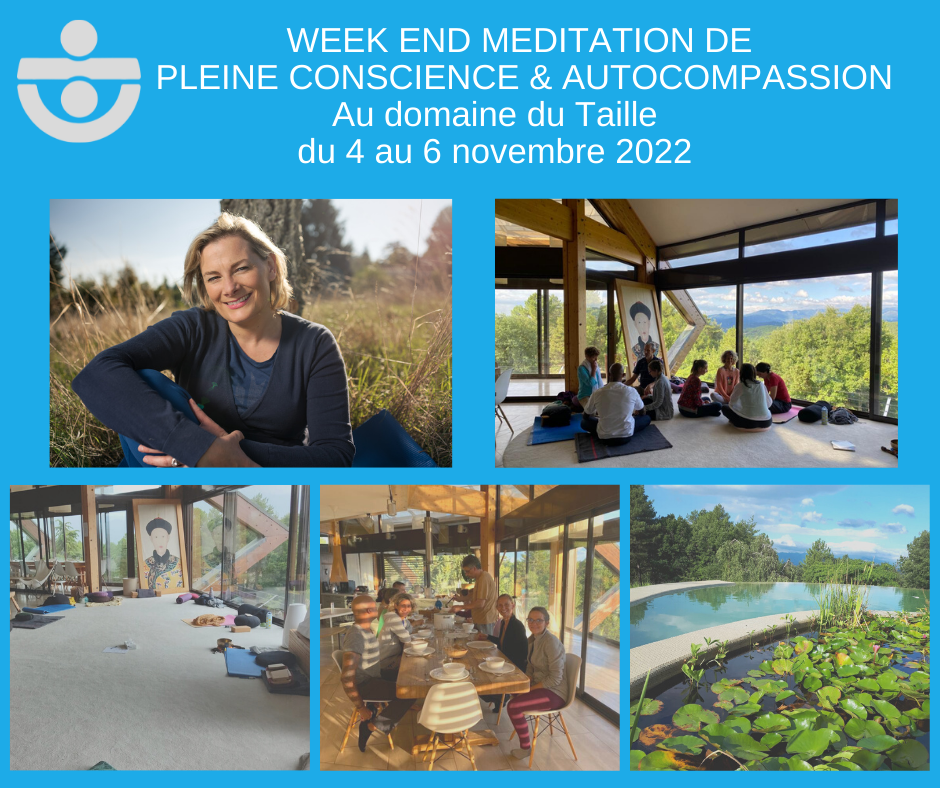 WEEK END MEDITATION DE
PLEINE CONSCIENCE & AUTOCOMPASSION
Au domaine du Taille
du 4 au 6 novembre 2022